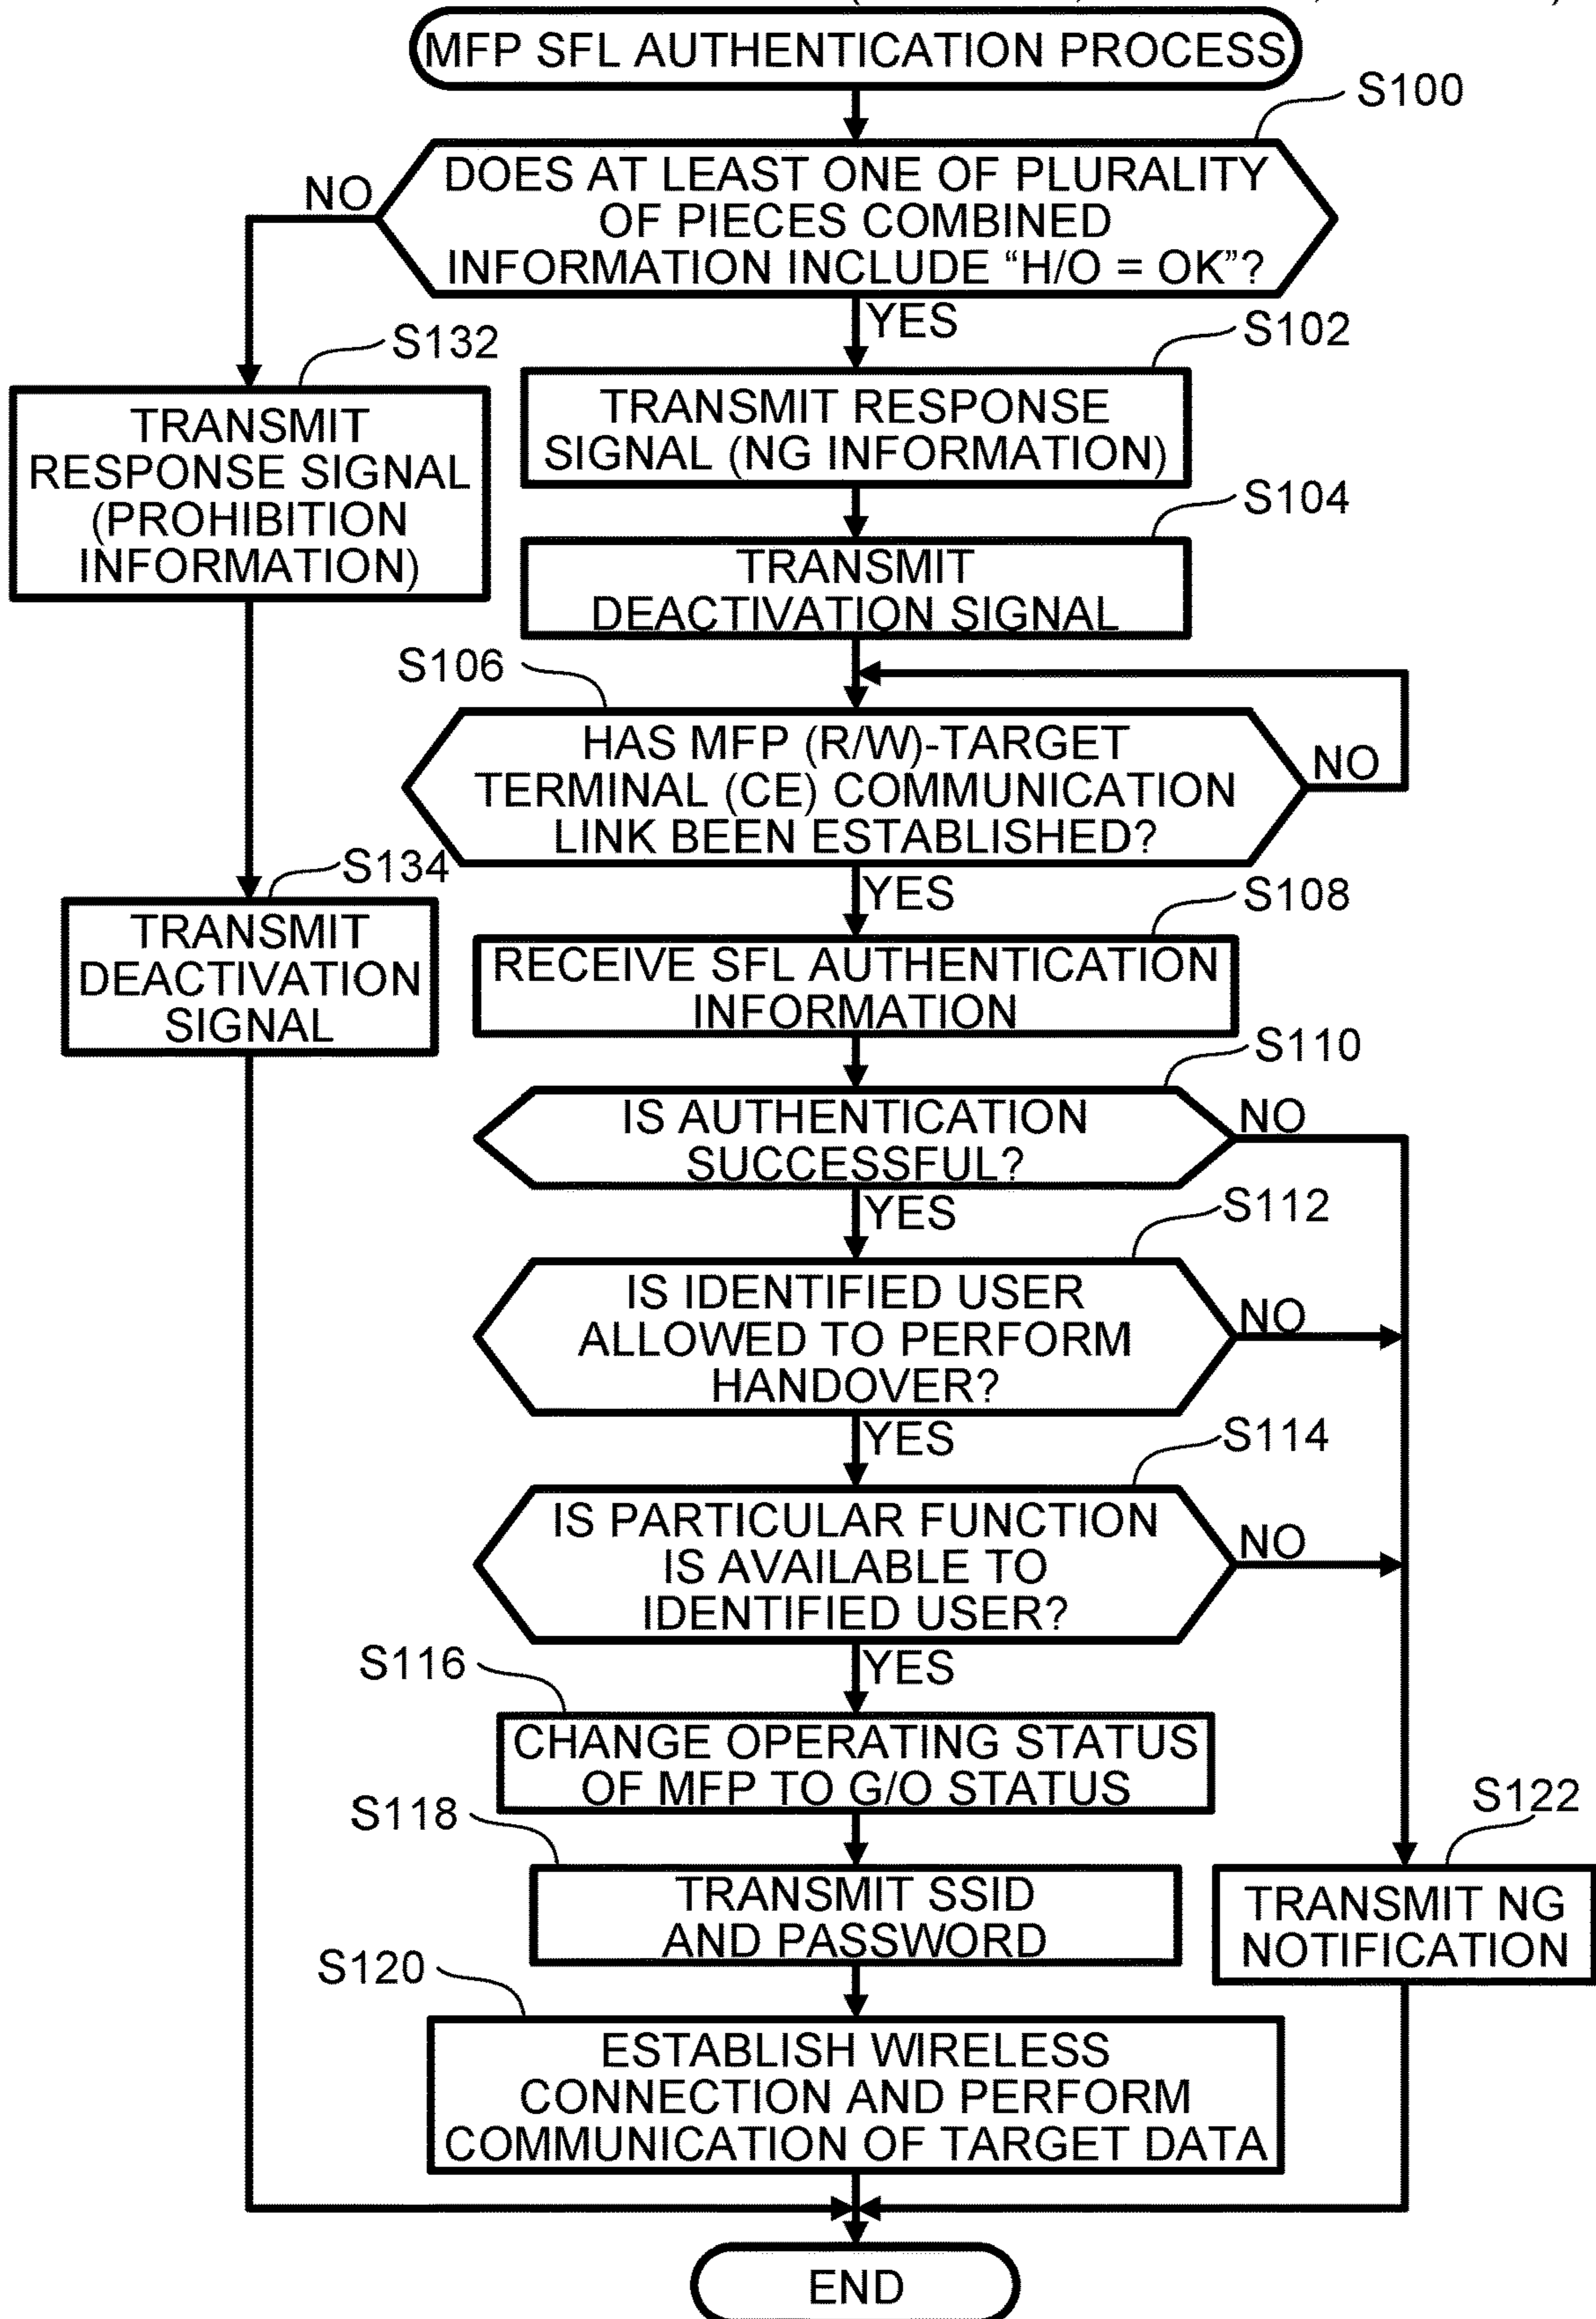 MFP SFL AUTHENTICATION PROCESS
S100
DOES AT LEAST ONE OF PLURALITY
OF PIECES COMBINED
INFORMATION INCLUDE “H/O = OK”?
NO
YES
S132
TRANSMIT
RESPONSE SIGNAL
(PROHIBITION
INFORMATION)
S102
TRANSMIT RESPONSE
SIGNAL (NG INFORMATION)
S104
TRANSMIT
DEACTIVATION SIGNAL
S106
HAS MFP (R/W)-TARGET
TERMINAL (CE) COMMUNICATION
LINK BEEN ESTABLISHED?
NO
YES
S134
TRANSMIT
DEACTIVATION
SIGNAL
S108
RECEIVE SFL AUTHENTICATION
INFORMATION
S110
IS AUTHENTICATION
SUCCESSFUL?
NO
YES
S112
IS IDENTIFIED USER
ALLOWED TO PERFORM
HANDOVER?
NO
YES
S114
IS PARTICULAR FUNCTION
IS AVAILABLE TO
IDENTIFIED USER?
NO
YES
S116
CHANGE OPERATING STATUS
OF MFP TO G/O STATUS
S118
TRANSMIT SSID
AND PASSWORD
S122
TRANSMIT NG
NOTIFICATION
S120
ESTABLISH WIRELESS
CONNECTION AND PERFORM
COMMUNICATION OF TARGET DATA
END